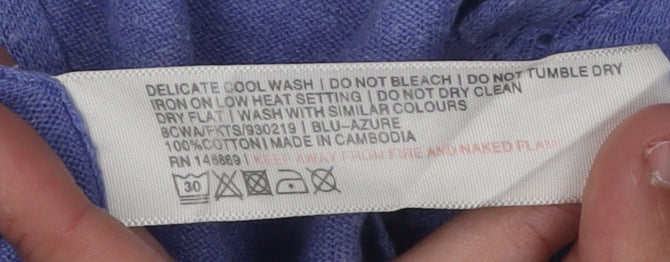 DELICATE COOL WASH | DO NOT BLEACH | DO NOT TUMBLE DRY
IRON ON LOW HEAT SETTING | DO NOT DRY CLEAN
DRY FLAT | WASH WITH SIMILAR COLOURS
8CWA/FKTS/930219 | BLU-AZURE
100%COTTON | MADE IN CAMBODIA
RN 148869 | KEEP AWAY FROM FIRE AND NAKED FLAM
30